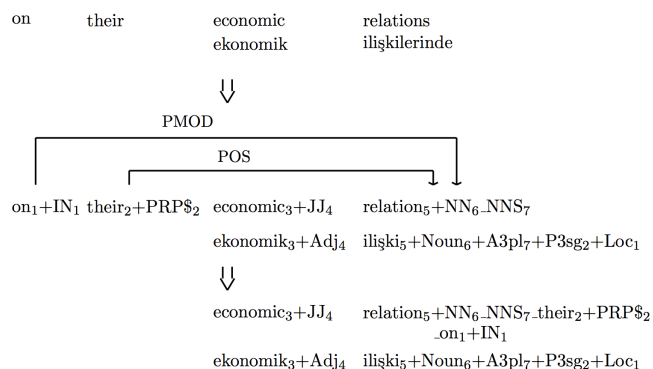 on their economic relations
ekonomik ilişkilerinde
PMOD
POS
on₁+IN₁ their₂+PRP$₂ economic₃+JJ₄ relation₅+NN₆_NNS₇
ekonomik₃+Adj₄ ilişki₅+Noun₆+A3pl₇+P3sg₂+Loc₁
economic₃+JJ₄ relation₅+NN₆_NNS₇_their₂+PRP$₂
_on₁+IN₁
ekonomik₃+Adj₄ ilişki₅+Noun₆+A3pl₇+P3sg₂+Loc₁